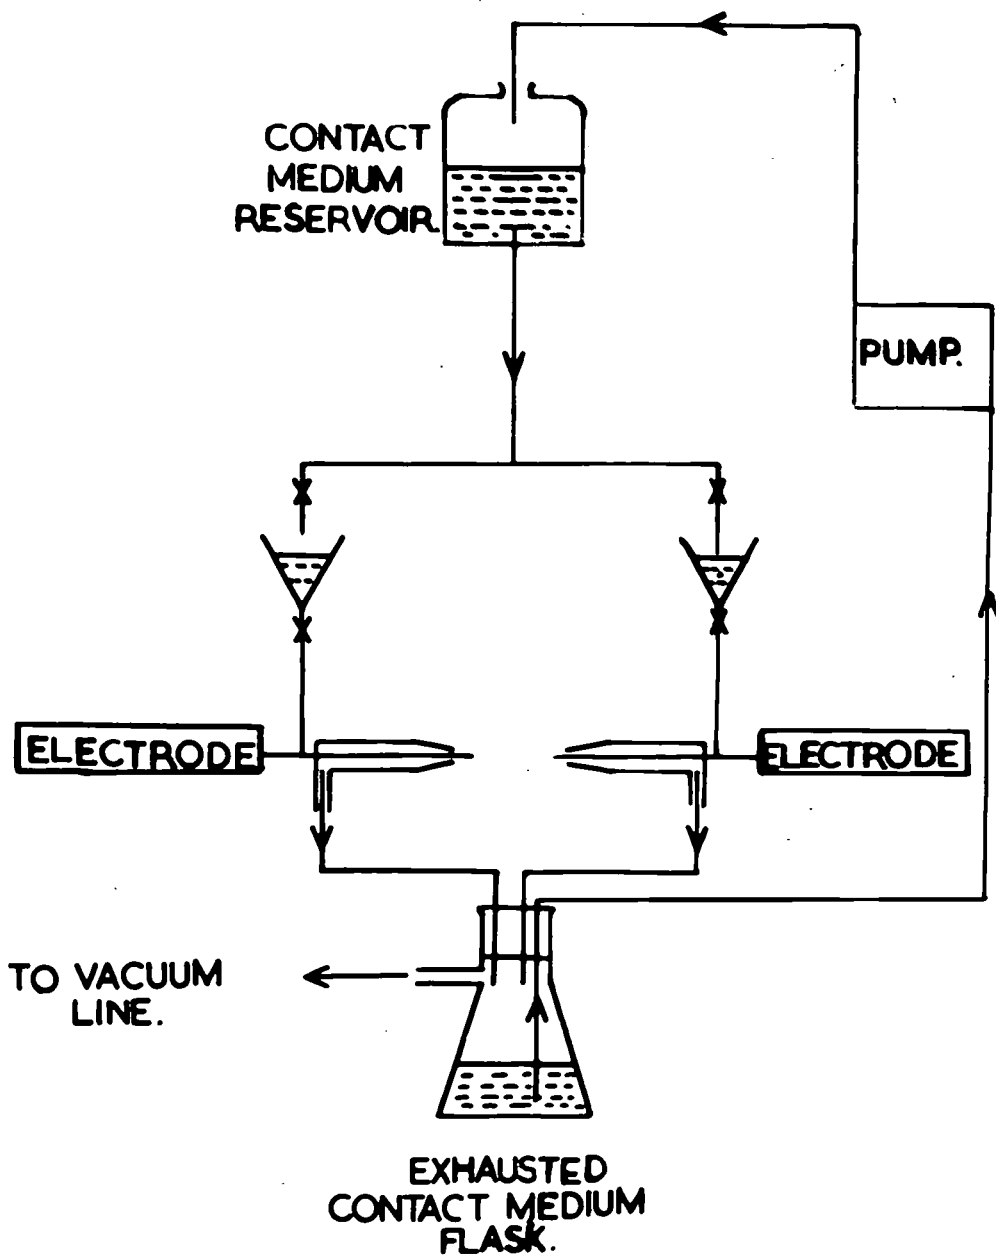 CONTACT
MEDIUM
RESERVOIR.
PUMP.
ELECTRODE
ELECTRODE
TO VACUUM
LINE.
EXHAUSTED
CONTACT MEDIUM
FLASK.